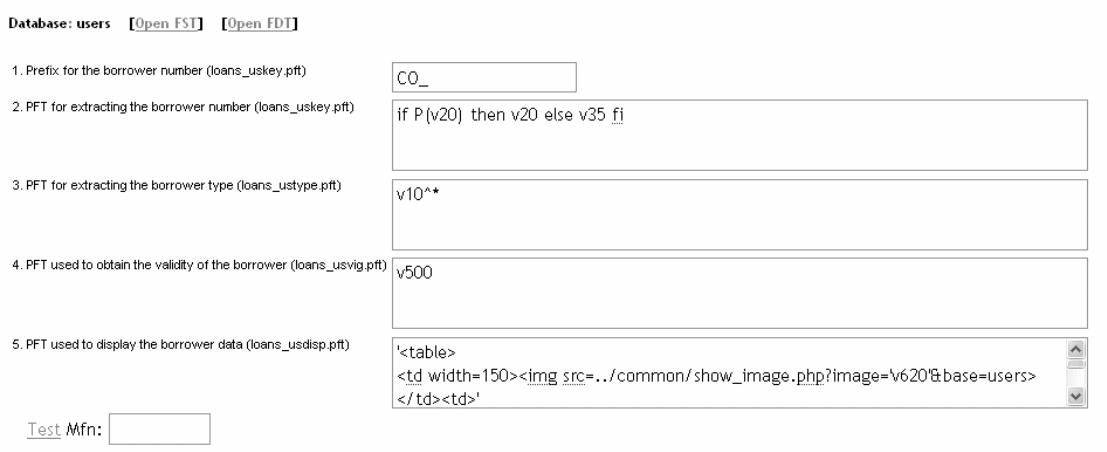 Database: users [Open FST] [Open FDT]
1. Prefix for the borrower number (loans_uskey.pft)
CO_
2. PFT for extracting the borrower number (loans_uskey.pft)
if P(v20) then v20 else v35 fi
3. PFT for extracting the borrower type (loans_ustype.pft)
v10^*
4. PFT used to obtain the validity of the borrower (loans_usvig.pft)
v500
5. PFT used to display the borrower data (loans_usdisp.pft)
'<table>
<td width=150><img src=../common/show_image.php?image='v620'&base=users>
</td><td>'
Test Mfn: